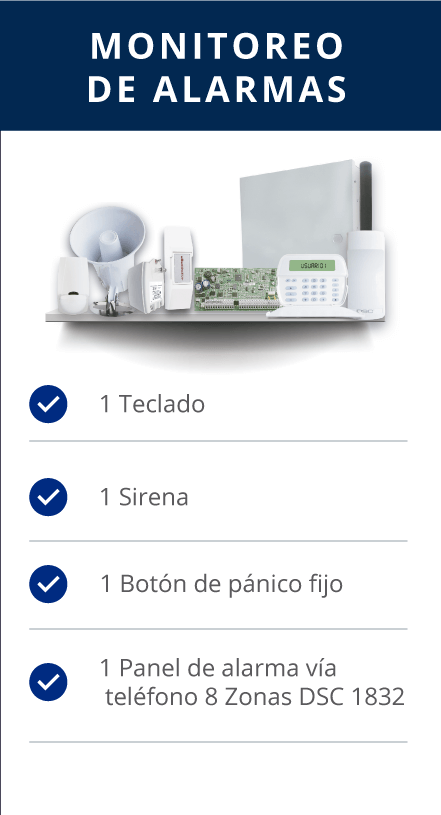 MONITOREO
DE ALARMAS
USUARIO 1
1 Teclado
1 Sirena
1 Botón de pánico fijo
1 Panel de alarma vía
teléfono 8 Zonas DSC 1832